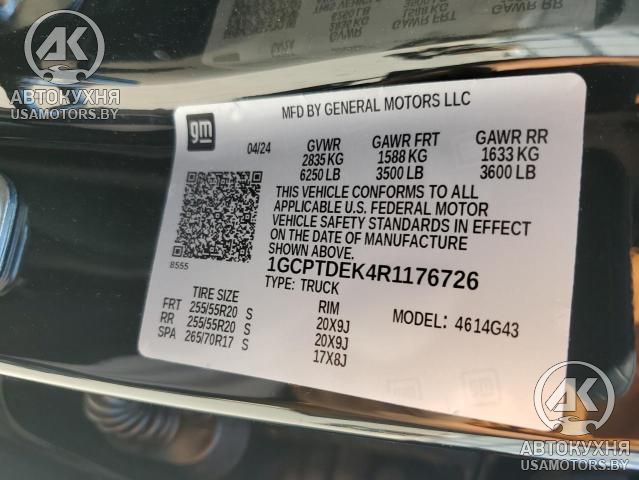 AK
АВТОКУХНЯ
USAMOTORS.BY
MFD BY GENERAL MOTORS LLC
gm
04/24 GVWR GAWR FRT GAWR RR
2835 KG 1588 KG 1633 KG
6250 LB 3500 LB 3600 LB
THIS VEHICLE CONFORMS TO ALL
APPLICABLE U.S. FEDERAL MOTOR
VEHICLE SAFETY STANDARDS IN EFFECT
ON THE DATE OF MANUFACTURE
SHOWN ABOVE.
8555
1GCPTDEK4R1176726
TYPE: TRUCK
TIRE SIZE RIM MODEL: 4614G43
FRT 255/55R20 S 20X9J
RR 255/55R20 S 20X9J
SPA 265/70R17 S 17X8J
AK
АВТОКУХНЯ
USAMOTORS.BY